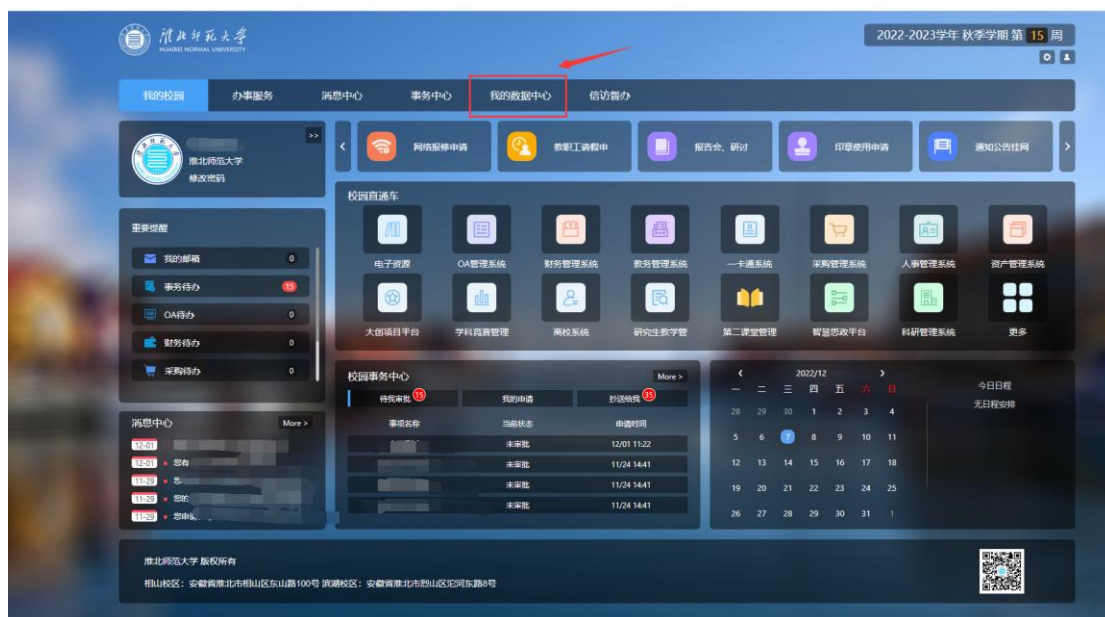 淮北师范大学
HUAIBEI NORMAL UNIVERSITY
2022-2023学年 秋季学期 第 15 周
我的校园 办事服务 消息中心 事务中心 我的数据中心 信访督办
淮北师范大学
修改密码
>>
< 网络报修申请 教职工请假申 报告会、研讨 印章使用申请 通知公告挂网 >
校园直通车
电子资源 OA管理系统 财务管理系统 教务管理系统 一卡通系统 采购管理系统 人事管理系统 资产管理系统
大创项目平台 学科竞赛管理 离校系统 研究生教学管 第二课堂管理 智慧思政平台 科研管理系统 更多
重要提醒
我的邮箱 0
事务待办 15
OA待办 0
财务待办 0
采购待办 0
消息中心 More >
12-01
12-01 您有
11-29 您
11-29 您的
11-29 您申
校园事务中心 More >
待我审批 15 我的申请 抄送给我 35
事项名称 当前状态 申请时间
未审批 12/01 11:22
未审批 11/24 14:41
未审批 11/24 14:41
未审批 11/24 14:41
< 2022/12 >
一 二 三 四 五 六 日
28 29 30 1 2 3 4
5 6 7 8 9 10 11
12 13 14 15 16 17 18
19 20 21 22 23 24 25
26 27 28 29 30 31 1
今日日程
无日程安排
淮北师范大学 版权所有
相山校区：安徽省淮北市相山区东山路100号 滨湖校区：安徽省淮北市烈山区沱河东路8号